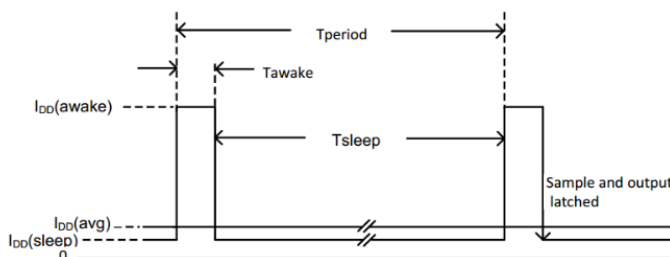 Tperiod
Tawake
IDD(awake)
Tsleep
Sample and output
latched
IDD(avg)
IDD(sleep)
0